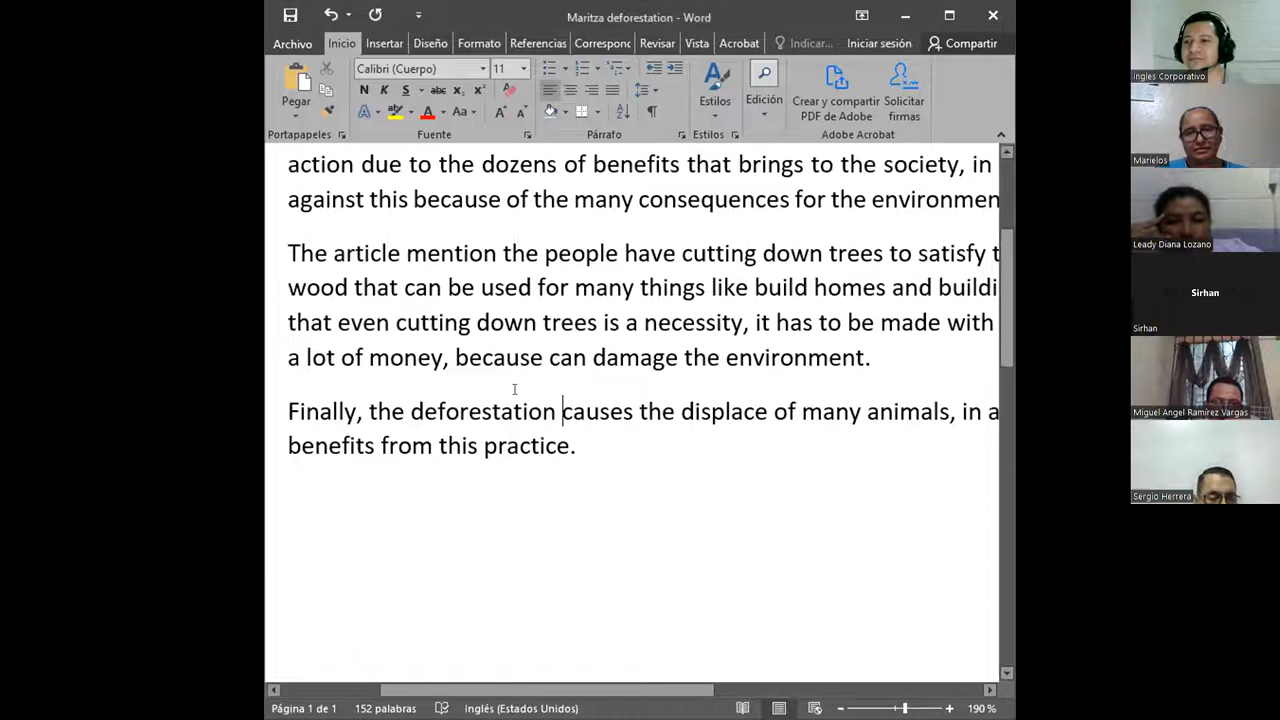 Maritza deforestation - Word
Archivo Inicio Insertar Diseño Formato Referencias Correspond Revisar Vista Acrobat Indicar... Iniciar sesión Compartir
Calibri (Cuerpo) 11
Pegar
N K S abc x₂ x²
A ab A Aa A A
Estilos
Edición
Crear y compartir PDF de Adobe
Solicitar firmas
Portapapeles Fuente Párrafo Estilos Adobe Acrobat
action due to the dozens of benefits that brings to the society, in
against this because of the many consequences for the environmen
The article mention the people have cutting down trees to satisfy t
wood that can be used for many things like build homes and buildi
that even cutting down trees is a necessity, it has to be made with
a lot of money, because can damage the environment.
Finally, the deforestation causes the displace of many animals, in a
benefits from this practice.
Página 1 de 1 152 palabras Inglés (Estados Unidos) 190 %
ingles Corporativo
Marielos
Leady Diana Lozano
Sirhan
Sirhan
Miguel Angel Ramírez Vargas
Sergio Herrera